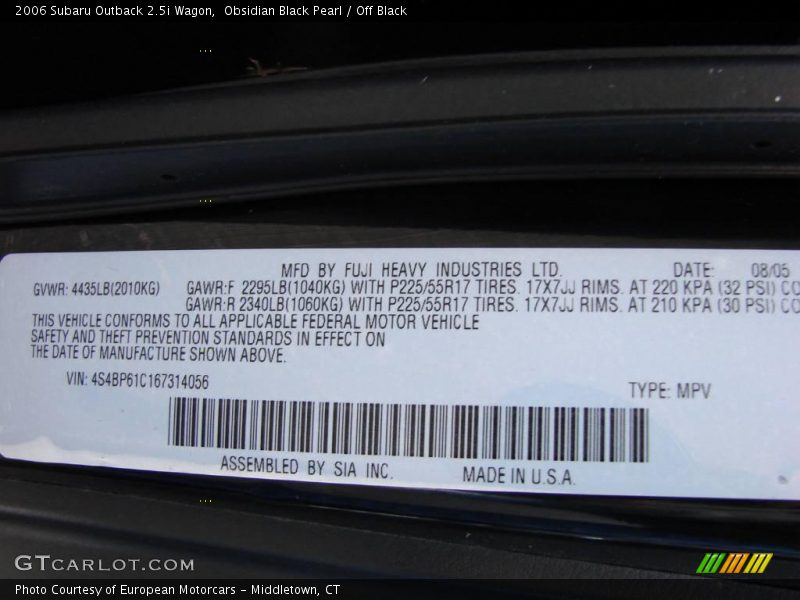 2006 Subaru Outback 2.5i Wagon,  Obsidian Black Pearl / Off Black
MFD BY FUJI HEAVY INDUSTRIES LTD. DATE: 08/05
GVWR: 4435LB(2010KG) GAWR:F 2295LB(1040KG) WITH P225/55R17 TIRES. 17X7JJ RIMS. AT 220 KPA (32 PSI) CO
GAWR:R 2340LB(1060KG) WITH P225/55R17 TIRES. 17X7JJ RIMS. AT 210 KPA (30 PSI) CO
THIS VEHICLE CONFORMS TO ALL APPLICABLE FEDERAL MOTOR VEHICLE
SAFETY AND THEFT PREVENTION STANDARDS IN EFFECT ON
THE DATE OF MANUFACTURE SHOWN ABOVE.
VIN: 4S4BP61C167314056 TYPE: MPV
ASSEMBLED BY SIA INC. MADE IN U.S.A.
GTCARLOT.COM
Photo Courtesy of European Motorcars - Middletown, CT